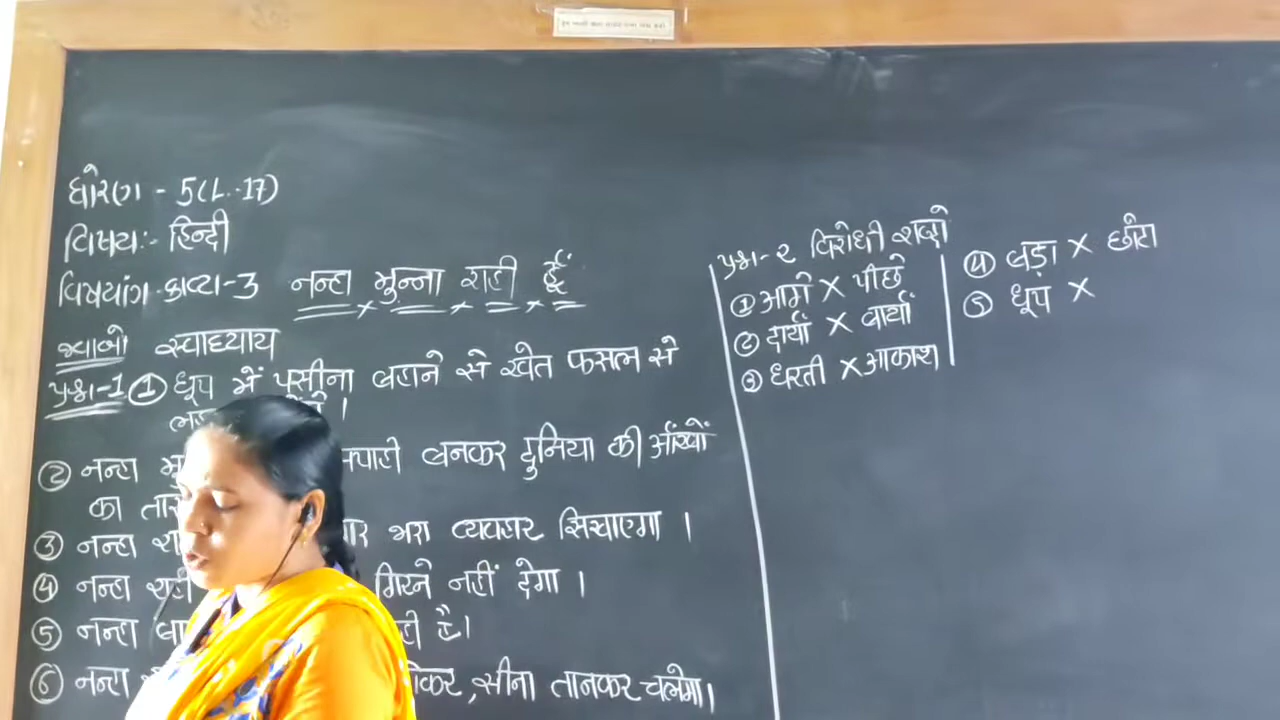 धोरण - 5(L.-17)
विषय:- हिन्दी
विषयांग- काव्य-3 नन्हा मुन्ना राही हूँ
स्वाध्याय
प्रश्न-1 ① धूप में पसीना बहाने से खेत फसल से
② नन्हा बनकर दुनिया की आँखों
का
③ नन्हा भरा व्यवहार सिखाएगा ।
④ नन्हा राही गिरने नहीं देगा ।
⑤ नन्हा है।
⑥ नन्हा सीना तानकर चलेगा।
प्रश्न-२ विरोधी शब्दो
① आगे × पीछे
② दायाँ × बायाँ
③ धरती × आकाश
④ बड़ा × छोटा
⑤ धूप ×